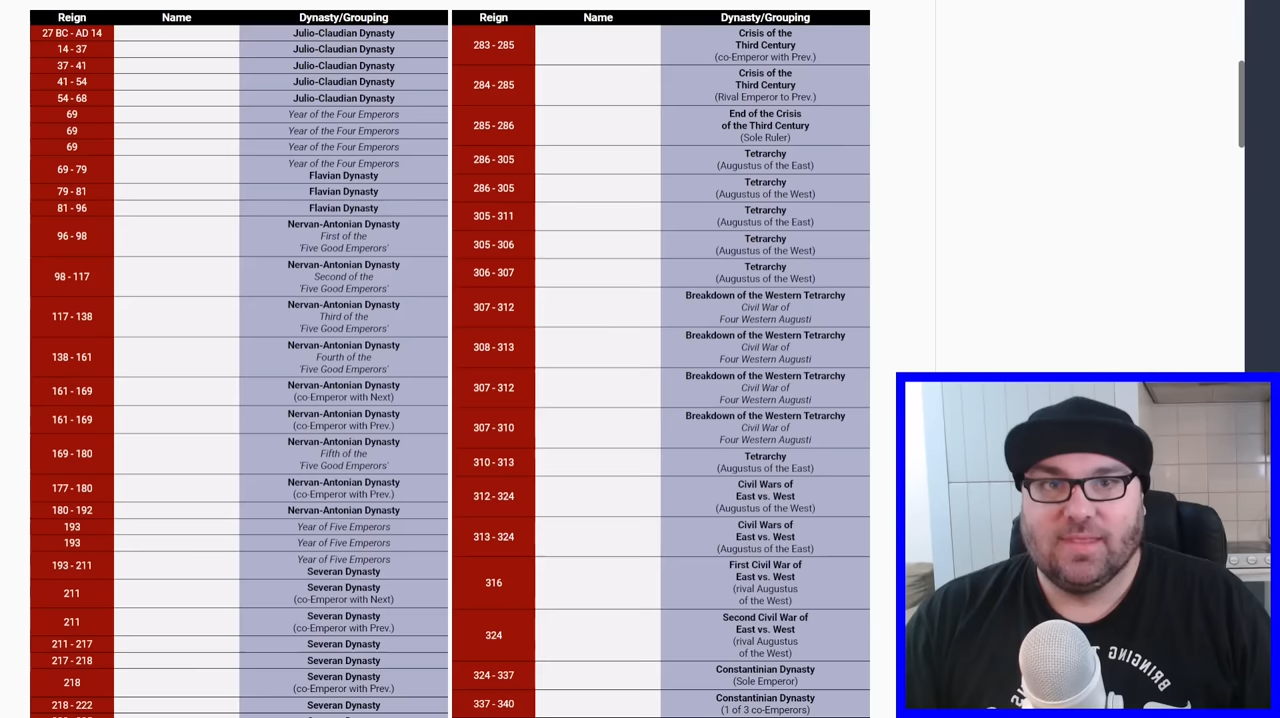 Reign Name Dynasty/Grouping
27 BC - AD 14 Julio-Claudian Dynasty
14 - 37 Julio-Claudian Dynasty
37 - 41 Julio-Claudian Dynasty
41 - 54 Julio-Claudian Dynasty
54 - 68 Julio-Claudian Dynasty
69 Year of the Four Emperors
69 Year of the Four Emperors
69 Year of the Four Emperors
69 - 79 Year of the Four Emperors
Flavian Dynasty
79 - 81 Flavian Dynasty
81 - 96 Flavian Dynasty
96 - 98 Nervan-Antonian Dynasty
First of the
'Five Good Emperors'
98 - 117 Nervan-Antonian Dynasty
Second of the
'Five Good Emperors'
117 - 138 Nervan-Antonian Dynasty
Third of the
'Five Good Emperors'
138 - 161 Nervan-Antonian Dynasty
Fourth of the
'Five Good Emperors'
161 - 169 Nervan-Antonian Dynasty
(co-Emperor with Next)
161 - 169 Nervan-Antonian Dynasty
(co-Emperor with Prev.)
169 - 180 Nervan-Antonian Dynasty
Fifth of the
'Five Good Emperors'
177 - 180 Nervan-Antonian Dynasty
(co-Emperor with Prev.)
180 - 192 Nervan-Antonian Dynasty
193 Year of Five Emperors
193 Year of Five Emperors
193 - 211 Year of Five Emperors
Severan Dynasty
211 Severan Dynasty
(co-Emperor with Next)
211 Severan Dynasty
(co-Emperor with Prev.)
211 - 217 Severan Dynasty
217 - 218 Severan Dynasty
218 Severan Dynasty
(co-Emperor with Prev.)
218 - 222 Severan Dynasty
Reign Name Dynasty/Grouping
283 - 285 Crisis of the
Third Century
(co-Emperor with Prev.)
284 - 285 Crisis of the
Third Century
(Rival Emperor to Prev.)
285 - 286 End of the Crisis
of the Third Century
(Sole Ruler)
286 - 305 Tetrarchy
(Augustus of the East)
286 - 305 Tetrarchy
(Augustus of the West)
305 - 311 Tetrarchy
(Augustus of the East)
305 - 306 Tetrarchy
(Augustus of the West)
306 - 307 Tetrarchy
(Augustus of the West)
307 - 312 Breakdown of the Western Tetrarchy
Civil War of
Four Western Augusti
308 - 313 Breakdown of the Western Tetrarchy
Civil War of
Four Western Augusti
307 - 312 Breakdown of the Western Tetrarchy
Civil War of
Four Western Augusti
307 - 310 Breakdown of the Western Tetrarchy
Civil War of
Four Western Augusti
310 - 313 Tetrarchy
(Augustus of the East)
312 - 324 Civil Wars of
East vs. West
(Augustus of the West)
313 - 324 Civil Wars of
East vs. West
(Augustus of the East)
316 First Civil War of
East vs. West
(rival Augustus
of the West)
324 Second Civil War of
East vs. West
(rival Augustus
of the West)
324 - 337 Constantinian Dynasty
(Sole Emperor)
337 - 340 Constantinian Dynasty
(1 of 3 co-Emperors)
BRINGING